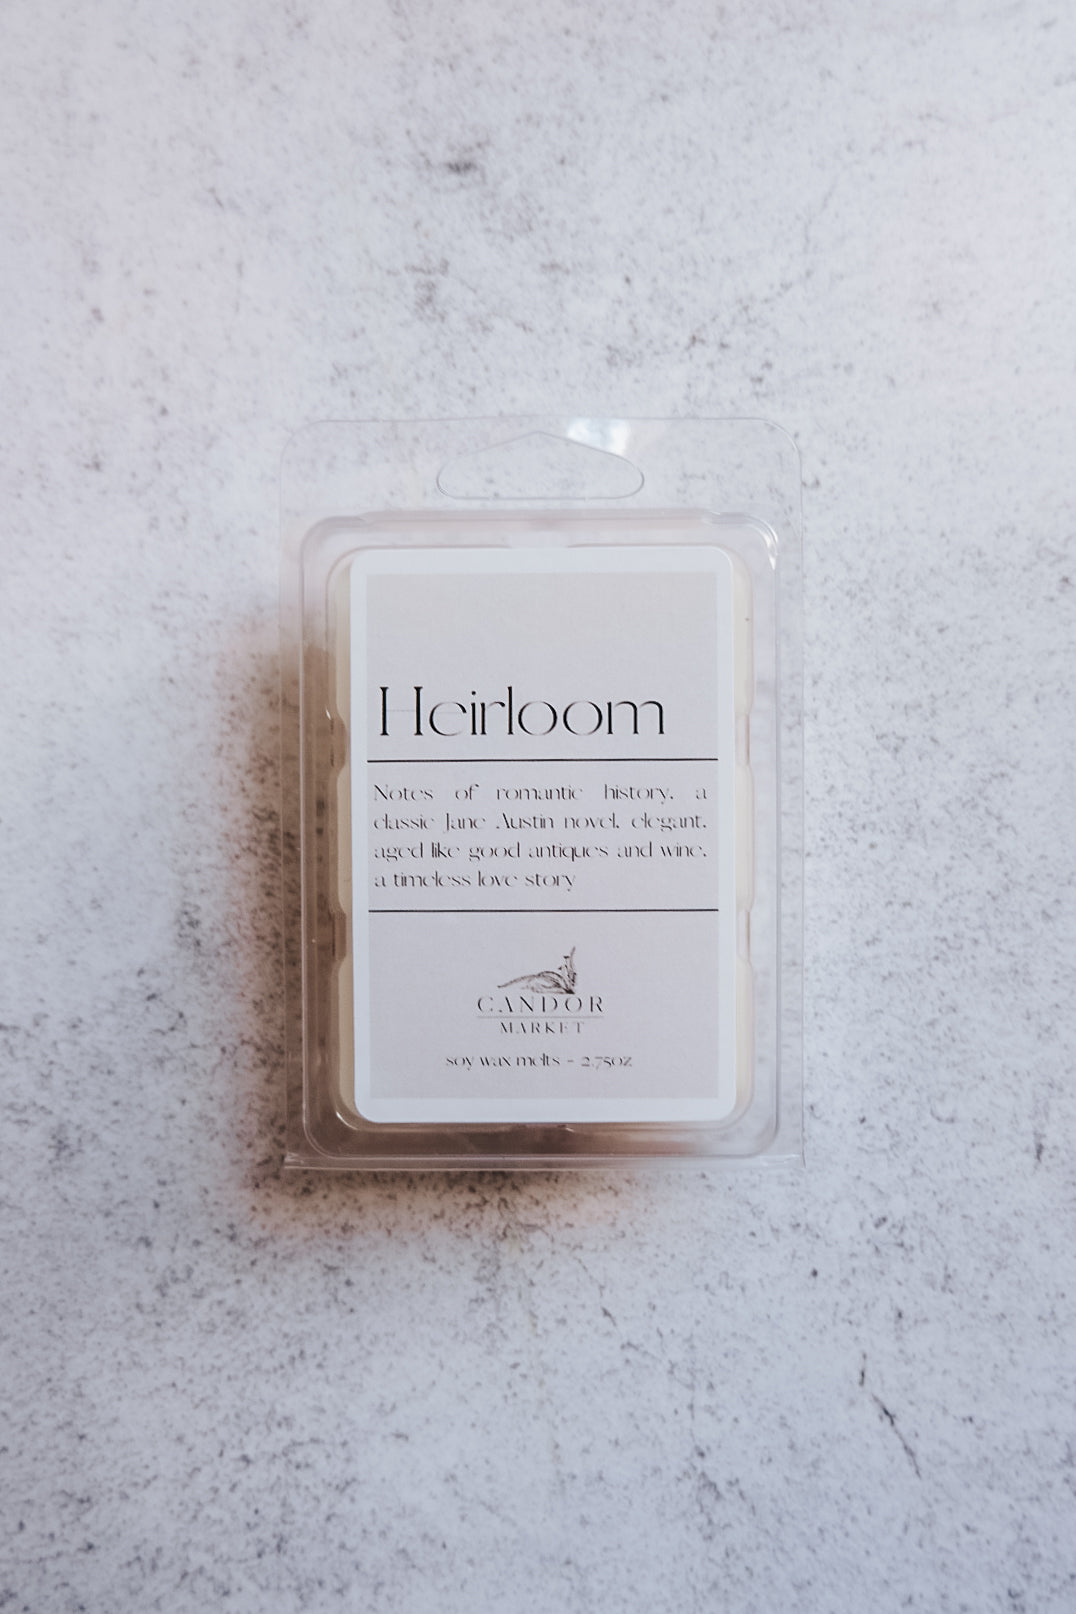 Heirloom
Notes of romantic history, a
classic Jane Austin novel, elegant,
aged like good antiques and wine,
a timeless love story
CANDOR
MARKET
soy wax melts - 2.75oz